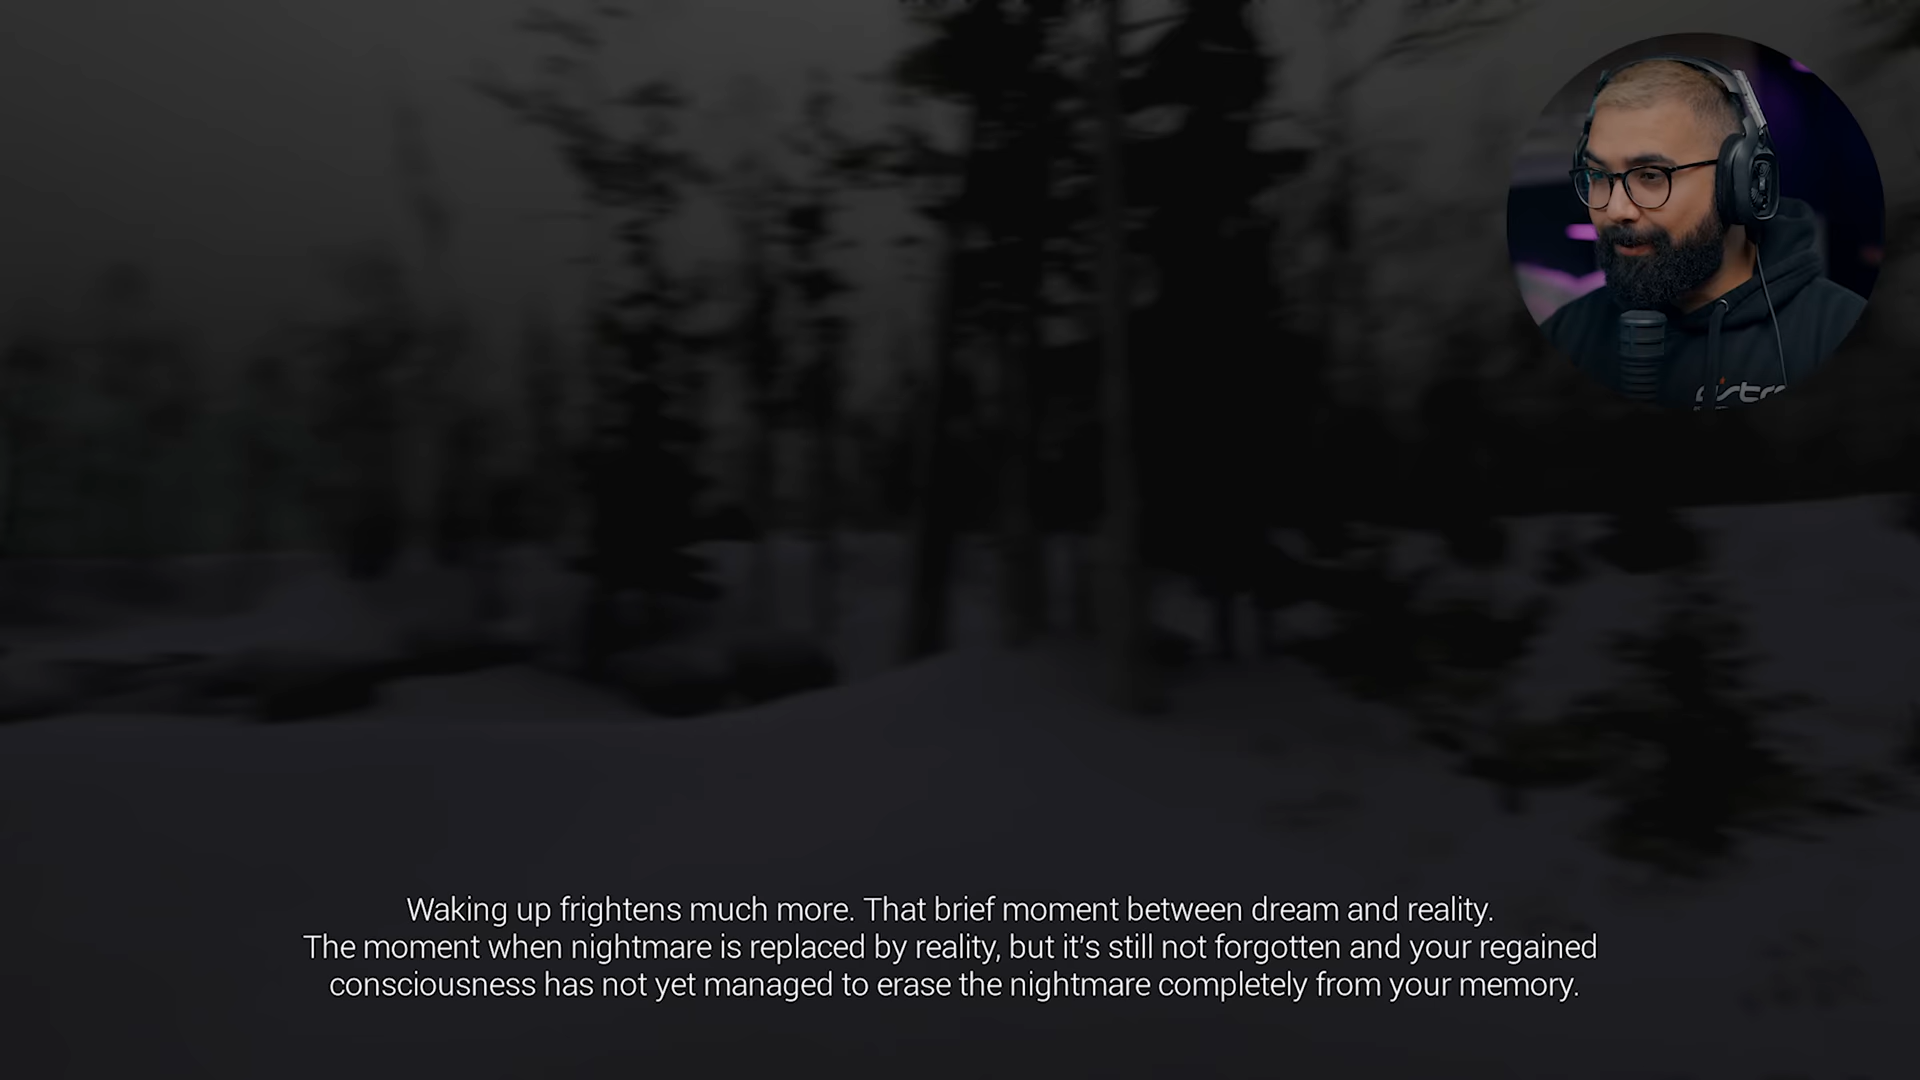 Waking up frightens much more. That brief moment between dream and reality.
The moment when nightmare is replaced by reality, but it's still not forgotten and your regained
consciousness has not yet managed to erase the nightmare completely from your memory.